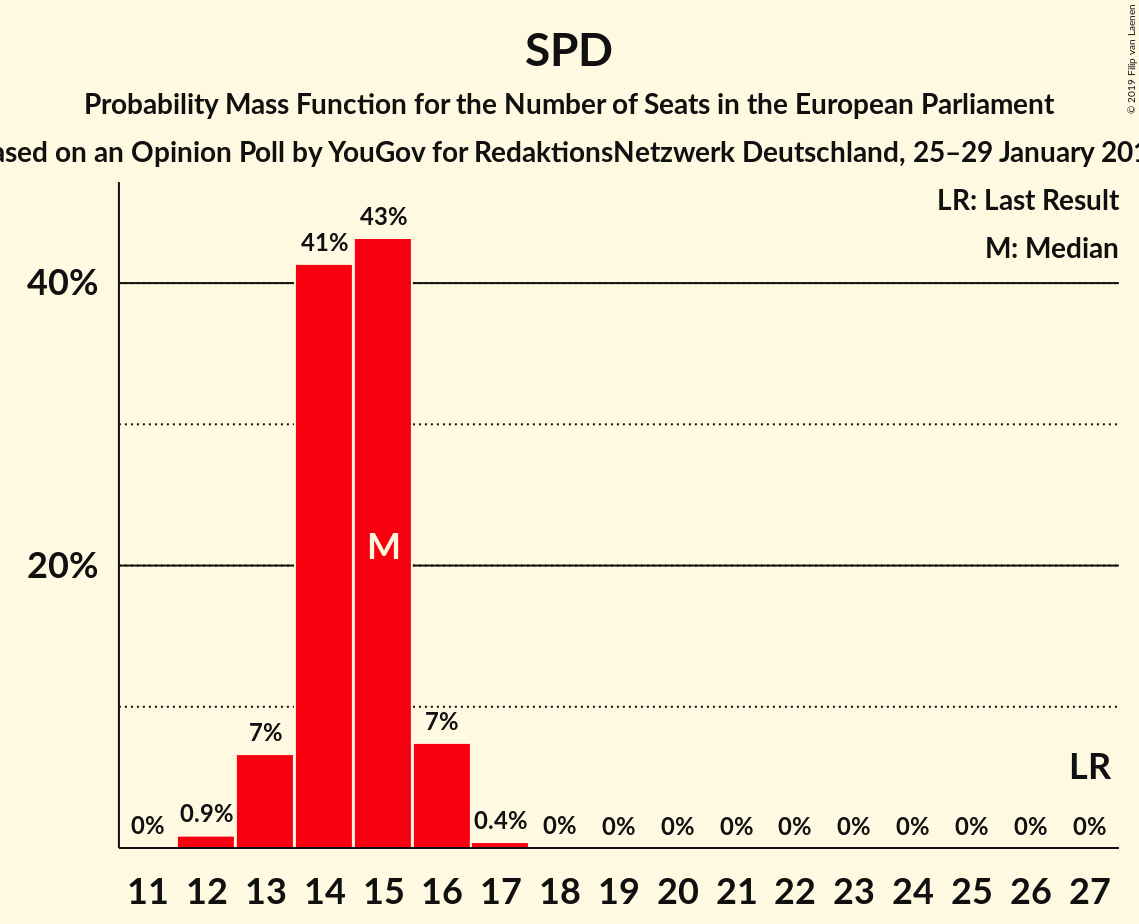 SPD
Probability Mass Function for the Number of Seats in the European Parliament
ased on an Opinion Poll by YouGov for RedaktionsNetzwerk Deutschland, 25–29 January 201
© 2019 Filip van Laenen
LR: Last Result
M: Median
43%
41%
40%
M
20%
7%
7%
LR
0%
0.9%
0.4%
0% 0% 0% 0% 0% 0% 0% 0% 0% 0%
11 12 13 14 15 16 17 18 19 20 21 22 23 24 25 26 27